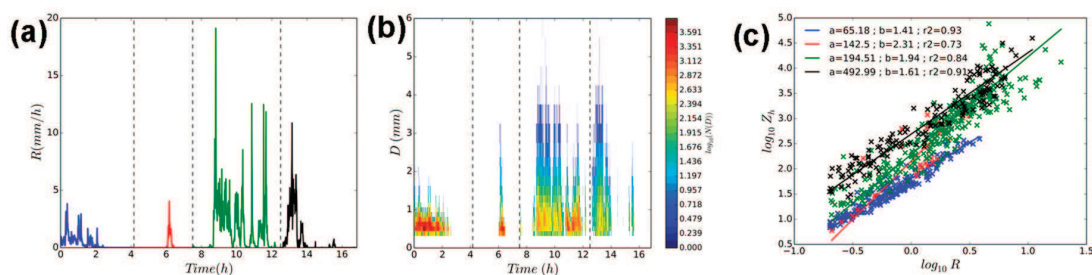 (a)
20
15
10
5
0
R(mm/h)
0 2 4 6 8 10 12 14 16
Time(h)
(b)
6
5
4
3
2
1
0
D (mm)
0 2 4 6 8 10 12 14 16
Time (h)
3.591
3.352
3.112
2.873
2.633
2.394
2.154
1.915
1.676
1.436
1.197
0.957
0.718
0.479
0.239
0.000
log₁₀(N(D))
(c)
5.0
4.5
4.0
3.5
3.0
2.5
2.0
1.5
1.0
0.5
log₁₀ Zₕ
a=65.18 ; b=1.41 ; r2=0.93
a=142.5 ; b=2.31 ; r2=0.73
a=194.51 ; b=1.94 ; r2=0.84
a=492.99 ; b=1.61 ; r2=0.91
-1.0 -0.5 0.0 0.5 1.0 1.5
log₁₀ R